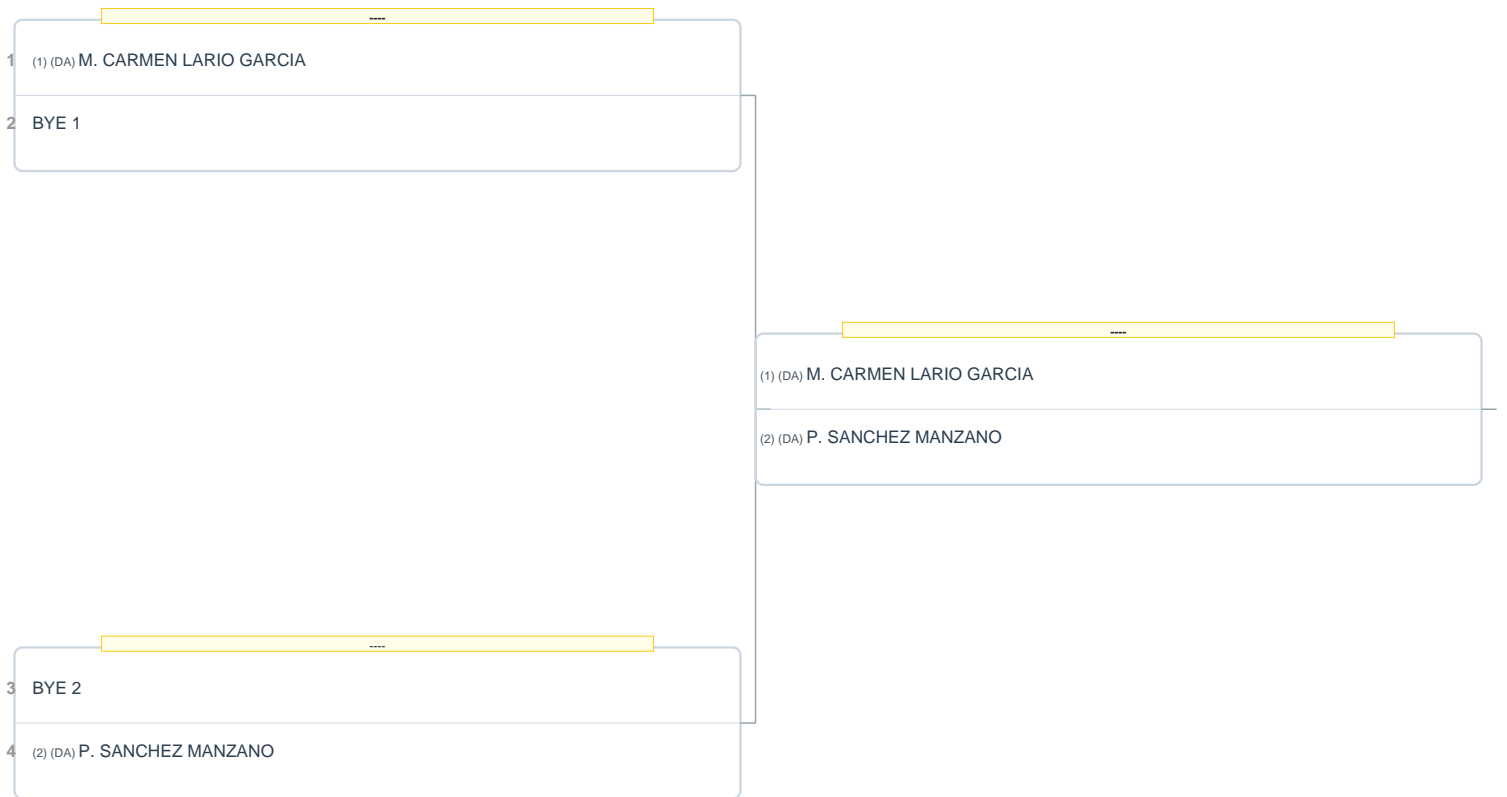 ----
1 (1) (DA) M. CARMEN LARIO GARCIA
2 BYE 1
----
(1) (DA) M. CARMEN LARIO GARCIA
(2) (DA) P. SANCHEZ MANZANO
----
3 BYE 2
4 (2) (DA) P. SANCHEZ MANZANO